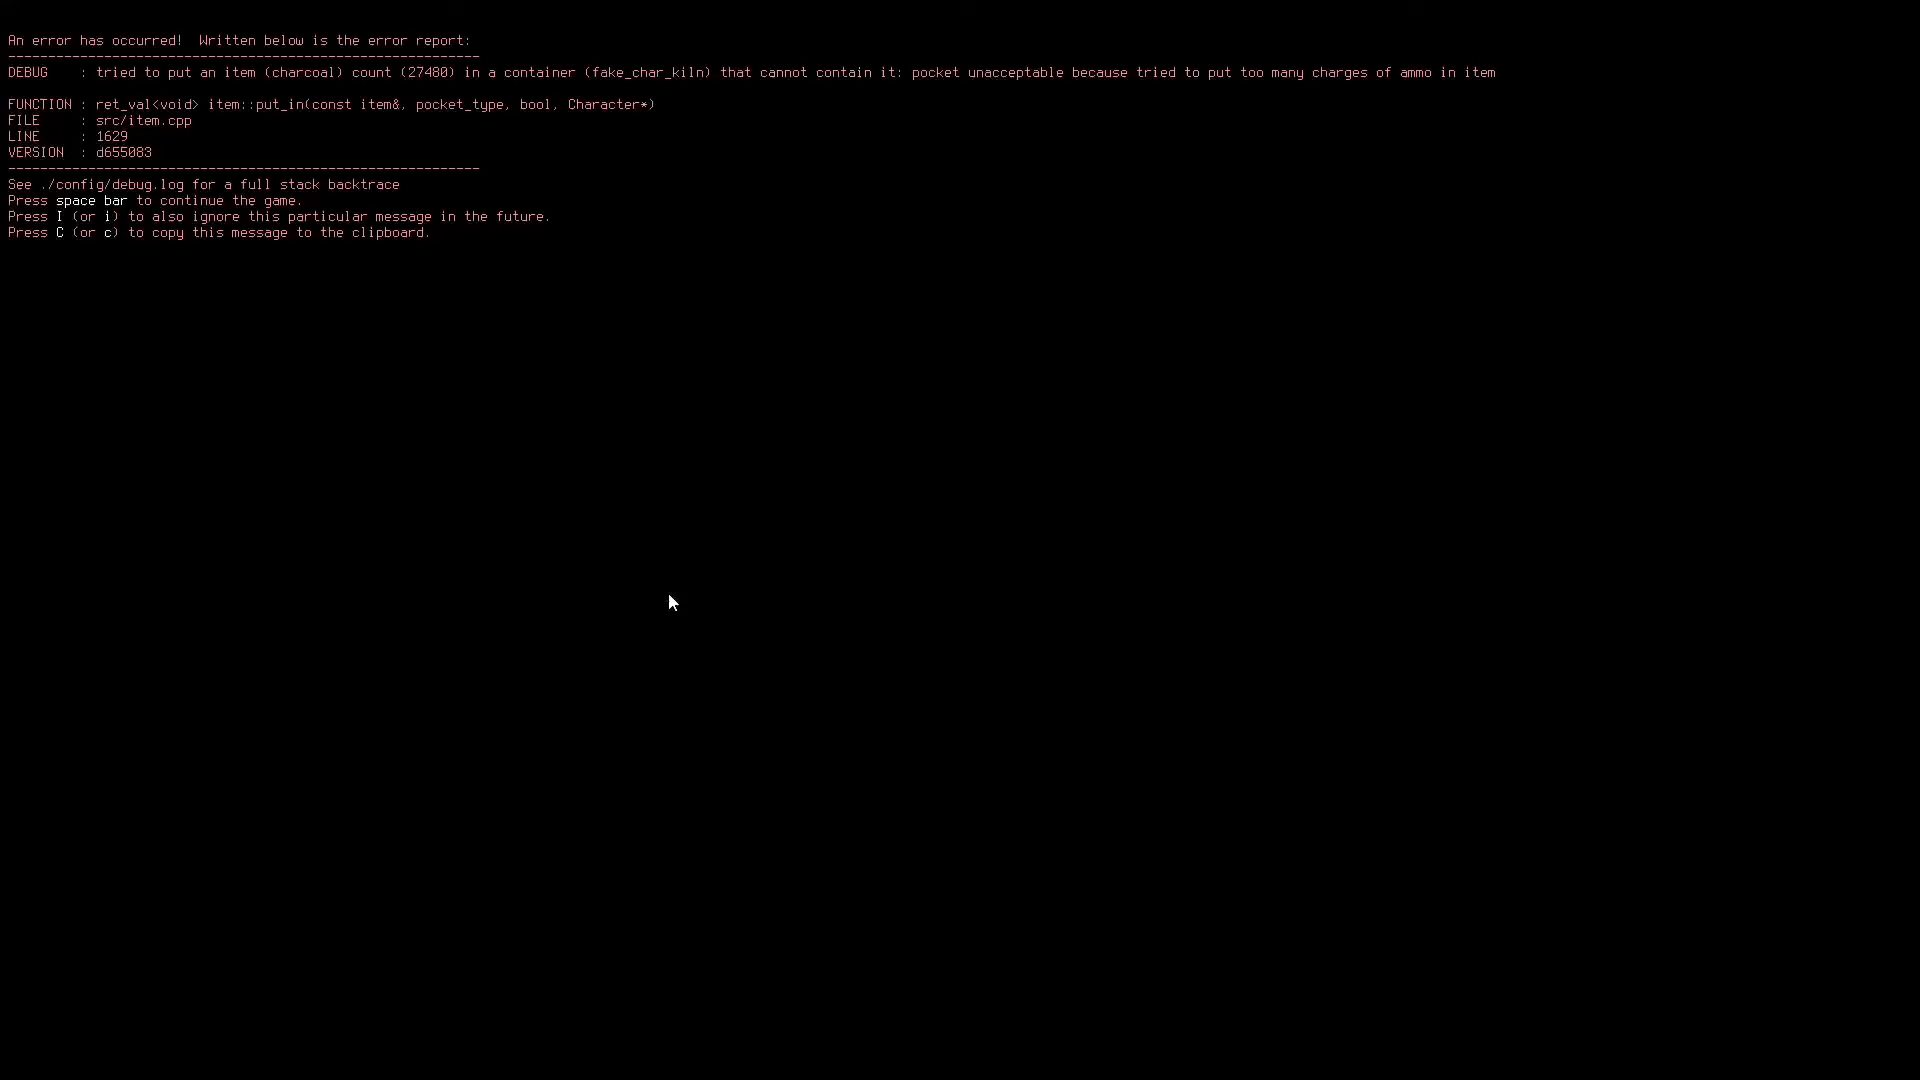 An error has occurred!  Written below is the error report:
-----------------------------------------------------------
DEBUG    : tried to put an item (charcoal) count (27480) in a container (fake_char_kiln) that cannot contain it: pocket unacceptable because tried to put too many charges of ammo in item
FUNCTION : ret_val<void> item::put_in(const item&, pocket_type, bool, Character*)
FILE     : src/item.cpp
LINE     : 1629
VERSION  : d655083
-----------------------------------------------------------
See ./config/debug.log for a full stack backtrace
Press space bar to continue the game.
Press I (or i) to also ignore this particular message in the future.
Press C (or c) to copy this message to the clipboard.